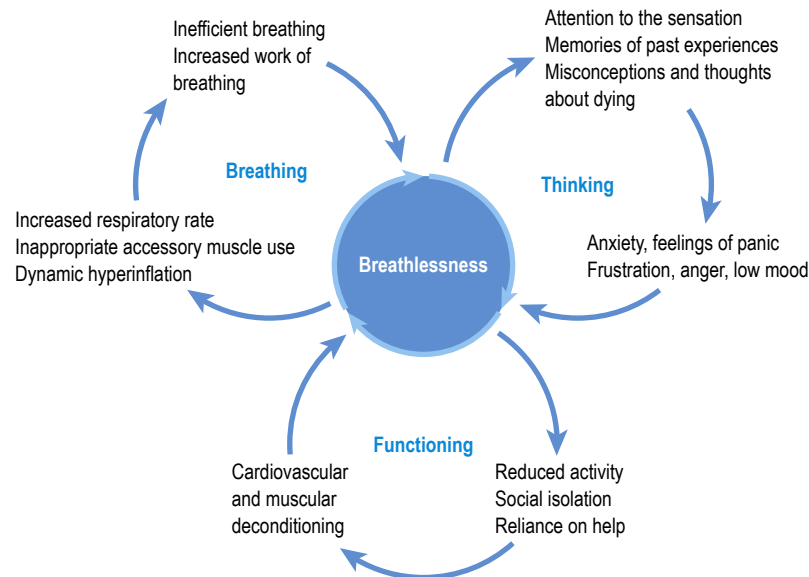 Inefficient breathing
Increased work of
breathing
Attention to the sensation
Memories of past experiences
Misconceptions and thoughts
about dying
Breathing
Thinking
Increased respiratory rate
Inappropriate accessory muscle use
Dynamic hyperinflation
Breathlessness
Anxiety, feelings of panic
Frustration, anger, low mood
Functioning
Cardiovascular
and muscular
deconditioning
Reduced activity
Social isolation
Reliance on help